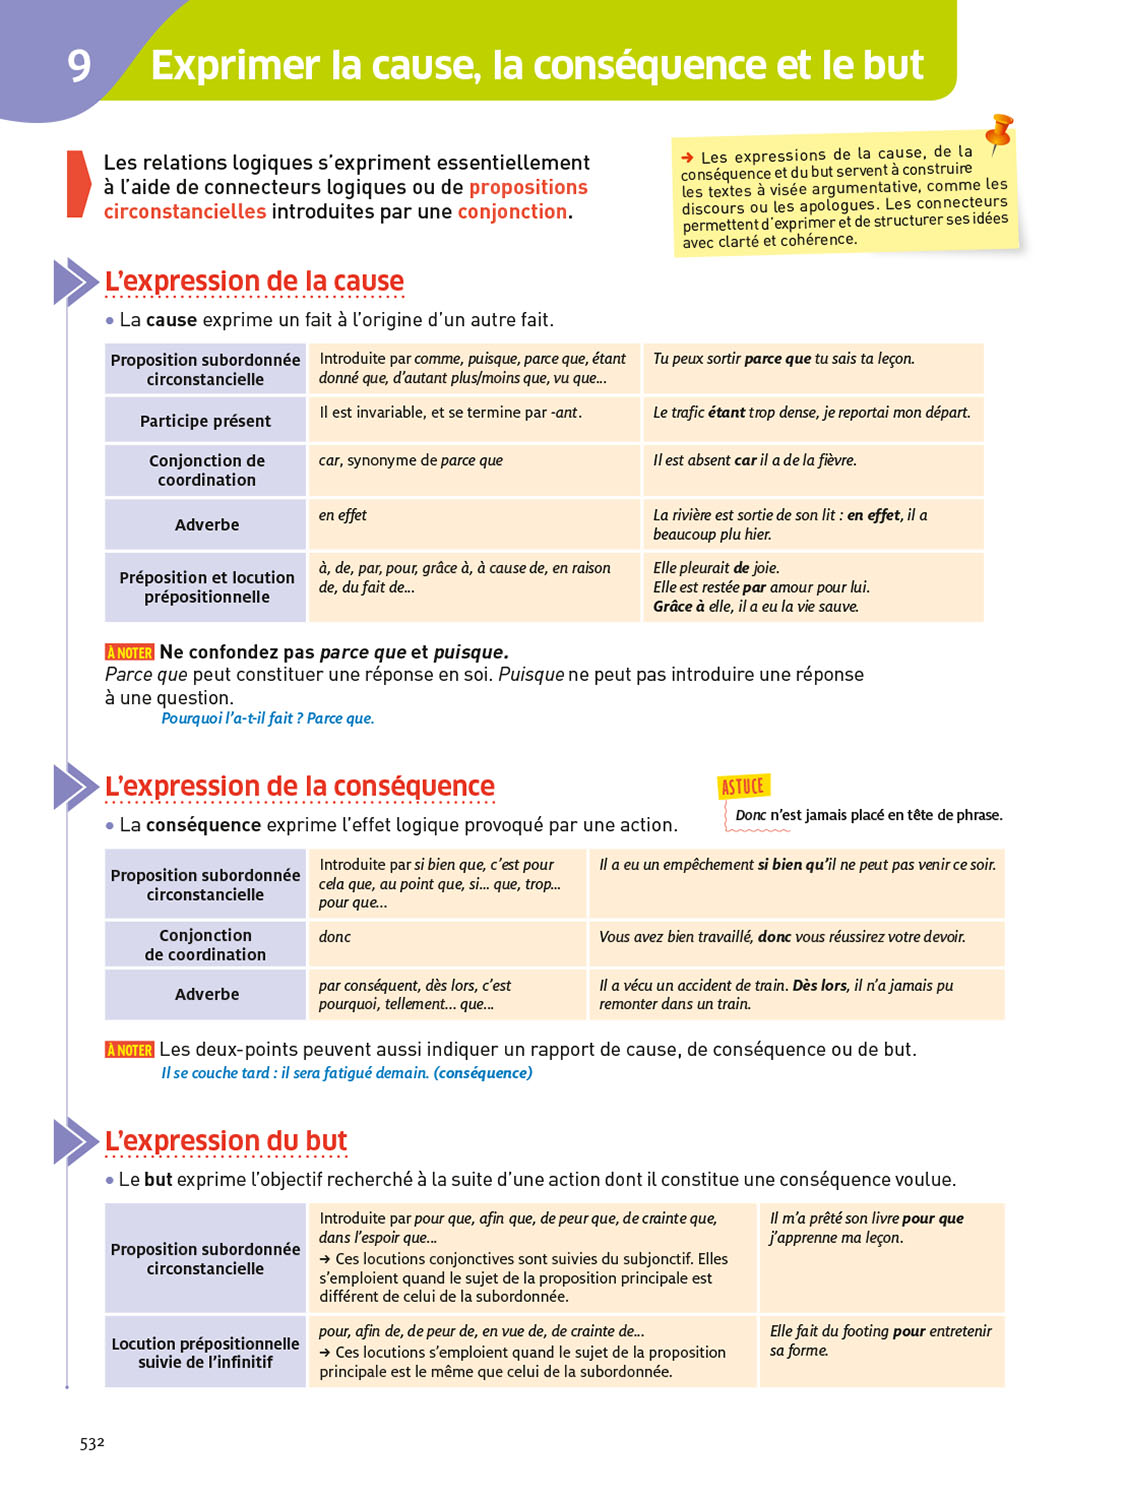 9
Exprimer la cause, la conséquence et le but
Les relations logiques s’expriment essentiellement
à l’aide de connecteurs logiques ou de propositions
circonstancielles introduites par une conjonction.
➔ Les expressions de la cause, de la
conséquence et du but servent à construire
les textes à visée argumentative, comme les
discours ou les apologues. Les connecteurs
permettent d’exprimer et de structurer ses idées
avec clarté et cohérence.
L’expression de la cause
• La cause exprime un fait à l’origine d’un autre fait.
Proposition subordonnée
circonstancielle
Introduite par comme, puisque, parce que, étant
donné que, d’autant plus/moins que, vu que...
Tu peux sortir parce que tu sais ta leçon.
Participe présent
Il est invariable, et se termine par -ant.
Le trafic étant trop dense, je reportai mon départ.
Conjonction de
coordination
car, synonyme de parce que
Il est absent car il a de la fièvre.
Adverbe
en effet
La rivière est sortie de son lit : en effet, il a
beaucoup plu hier.
Préposition et locution
prépositionnelle
à, de, par, pour, grâce à, à cause de, en raison
de, du fait de...
Elle pleurait de joie.
Elle est restée par amour pour lui.
Grâce à elle, il a eu la vie sauve.
À NOTER Ne confondez pas parce que et puisque.
Parce que peut constituer une réponse en soi. Puisque ne peut pas introduire une réponse
à une question.
Pourquoi l’a-t-il fait ? Parce que.
L’expression de la conséquence
• La conséquence exprime l’effet logique provoqué par une action.
ASTUCE
Donc n’est jamais placé en tête de phrase.
Proposition subordonnée
circonstancielle
Introduite par si bien que, c’est pour
cela que, au point que, si... que, trop...
pour que...
Il a eu un empêchement si bien qu’il ne peut pas venir ce soir.
Conjonction
de coordination
donc
Vous avez bien travaillé, donc vous réussirez votre devoir.
Adverbe
par conséquent, dès lors, c’est
pourquoi, tellement... que...
Il a vécu un accident de train. Dès lors, il n’a jamais pu
remonter dans un train.
À NOTER Les deux-points peuvent aussi indiquer un rapport de cause, de conséquence ou de but.
Il se couche tard : il sera fatigué demain. (conséquence)
L’expression du but
• Le but exprime l’objectif recherché à la suite d’une action dont il constitue une conséquence voulue.
Proposition subordonnée
circonstancielle
Introduite par pour que, afin que, de peur que, de crainte que,
dans l’espoir que...
➔ Ces locutions conjonctives sont suivies du subjonctif. Elles
s’emploient quand le sujet de la proposition principale est
différent de celui de la subordonnée.
Il m’a prêté son livre pour que
j’apprenne ma leçon.
Locution prépositionnelle
suivie de l’infinitif
pour, afin de, de peur de, en vue de, de crainte de...
➔ Ces locutions s’emploient quand le sujet de la proposition
principale est le même que celui de la subordonnée.
Elle fait du footing pour entretenir
sa forme.
532